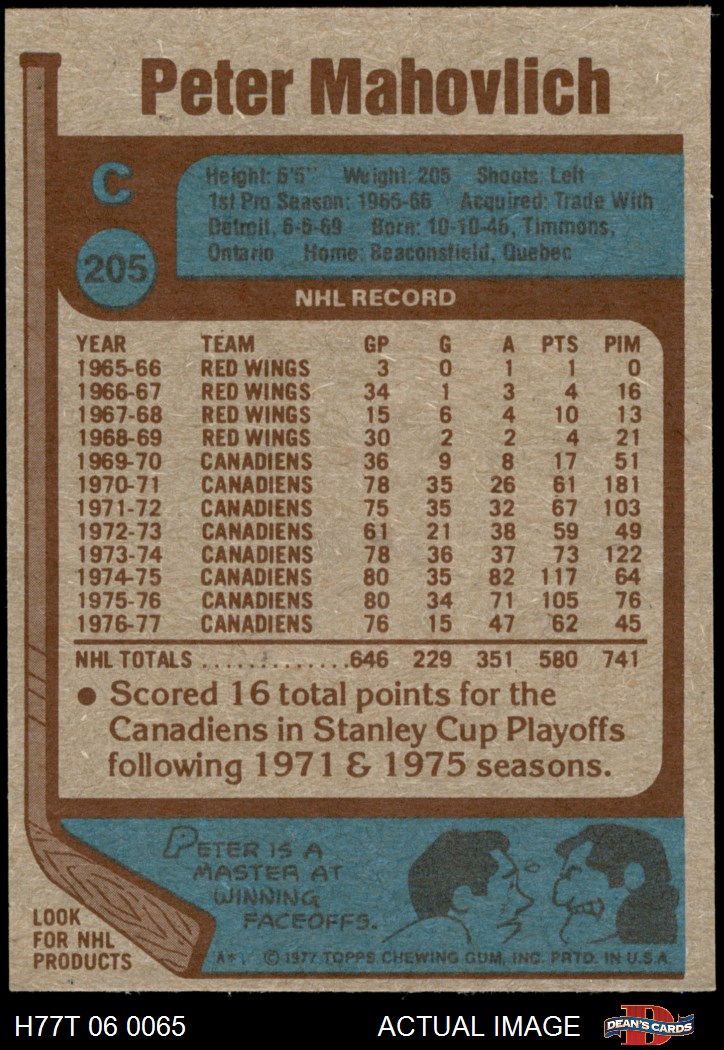 Peter Mahovlich
C
205
Height: 6'5" Weight: 205 Shoots: Left
1st Pro Season: 1965-66 Acquired: Trade With
Detroit, 6-6-69 Born: 10-10-46, Timmons,
Ontario Home: Beaconsfield, Quebec
NHL RECORD
YEAR TEAM GP G A PTS PIM
1965-66 RED WINGS 3 0 1 1 0
1966-67 RED WINGS 34 1 3 4 16
1967-68 RED WINGS 15 6 4 10 13
1968-69 RED WINGS 30 2 2 4 21
1969-70 CANADIENS 36 9 8 17 51
1970-71 CANADIENS 78 35 26 61 181
1971-72 CANADIENS 75 35 32 67 103
1972-73 CANADIENS 61 21 38 59 49
1973-74 CANADIENS 78 36 37 73 122
1974-75 CANADIENS 80 35 82 117 64
1975-76 CANADIENS 80 34 71 105 76
1976-77 CANADIENS 76 15 47 62 45
NHL TOTALS ..............646 229 351 580 741
● Scored 16 total points for the
Canadiens in Stanley Cup Playoffs
following 1971 & 1975 seasons.
PETER IS A
MASTER AT
WINNING
FACEOFFS.
LOOK
FOR NHL
PRODUCTS
A* . © 1977 TOPPS CHEWING GUM, INC. PRTD. IN U.S.A.
H77T 06 0065
ACTUAL IMAGE
D
DEAN'S CARDS